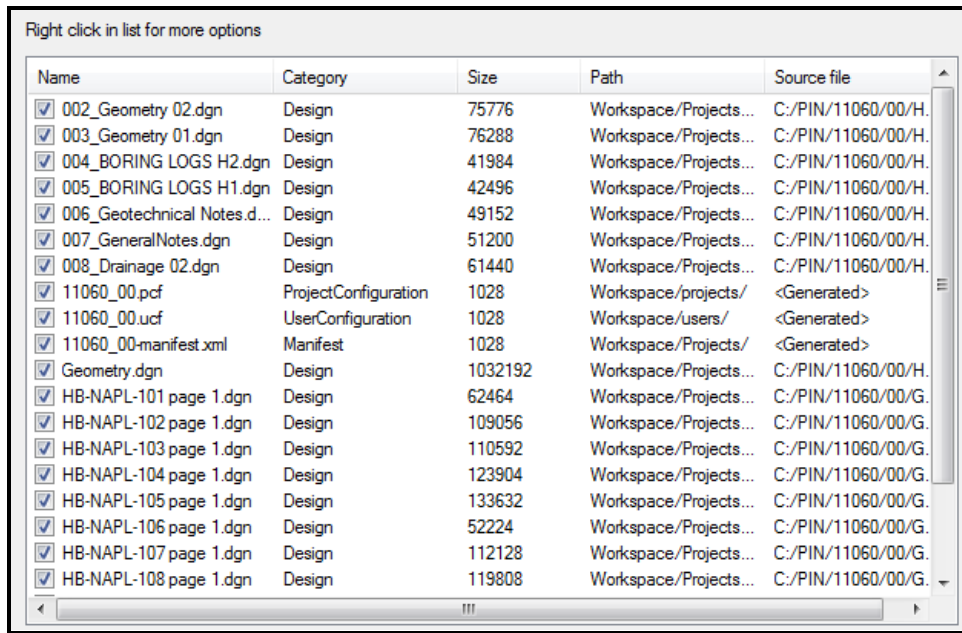 Right click in list for more options
Name Category Size Path Source file
002_Geometry 02.dgn Design 75776 Workspace/Projects... C:/PIN/11060/00/H.
003_Geometry 01.dgn Design 76288 Workspace/Projects... C:/PIN/11060/00/H.
004_BORING LOGS H2.dgn Design 41984 Workspace/Projects... C:/PIN/11060/00/H.
005_BORING LOGS H1.dgn Design 42496 Workspace/Projects... C:/PIN/11060/00/H.
006_Geotechnical Notes.d... Design 49152 Workspace/Projects... C:/PIN/11060/00/H.
007_GeneralNotes.dgn Design 51200 Workspace/Projects... C:/PIN/11060/00/H.
008_Drainage 02.dgn Design 61440 Workspace/Projects... C:/PIN/11060/00/H.
11060_00.pcf ProjectConfiguration 1028 Workspace/projects/ <Generated>
11060_00.ucf UserConfiguration 1028 Workspace/users/ <Generated>
11060_00-manifest.xml Manifest 1028 Workspace/Projects/ <Generated>
Geometry.dgn Design 1032192 Workspace/Projects... C:/PIN/11060/00/H.
HB-NAPL-101 page 1.dgn Design 62464 Workspace/Projects... C:/PIN/11060/00/G.
HB-NAPL-102 page 1.dgn Design 109056 Workspace/Projects... C:/PIN/11060/00/G.
HB-NAPL-103 page 1.dgn Design 110592 Workspace/Projects... C:/PIN/11060/00/G.
HB-NAPL-104 page 1.dgn Design 123904 Workspace/Projects... C:/PIN/11060/00/G.
HB-NAPL-105 page 1.dgn Design 133632 Workspace/Projects... C:/PIN/11060/00/G.
HB-NAPL-106 page 1.dgn Design 52224 Workspace/Projects... C:/PIN/11060/00/G.
HB-NAPL-107 page 1.dgn Design 112128 Workspace/Projects... C:/PIN/11060/00/G.
HB-NAPL-108 page 1.dgn Design 119808 Workspace/Projects... C:/PIN/11060/00/G.